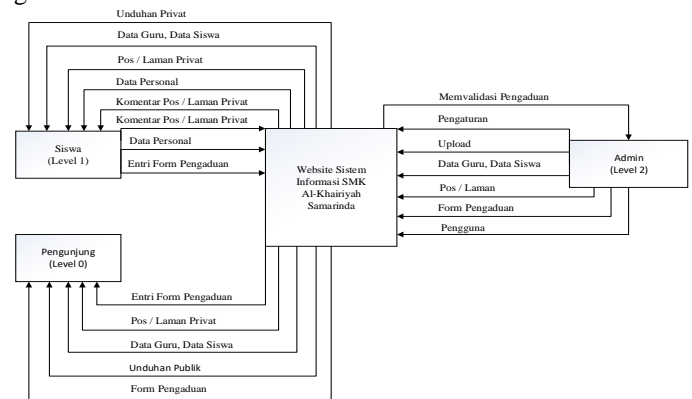 Unduhan Privat
Data Guru, Data Siswa
Pos / Laman Privat
Data Personal
Komentar Pos / Laman Privat
Komentar Pos / Laman Privat
Data Personal
Entri Form Pengaduan
Siswa
(Level 1)
Website Sistem
Informasi SMK
Al-Khairiyah
Samarinda
Memvalidasi Pengaduan
Pengaturan
Upload
Data Guru, Data Siswa
Pos / Laman
Form Pengaduan
Pengguna
Admin
(Level 2)
Pengunjung
(Level 0)
Entri Form Pengaduan
Pos / Laman Privat
Data Guru, Data Siswa
Unduhan Publik
Form Pengaduan